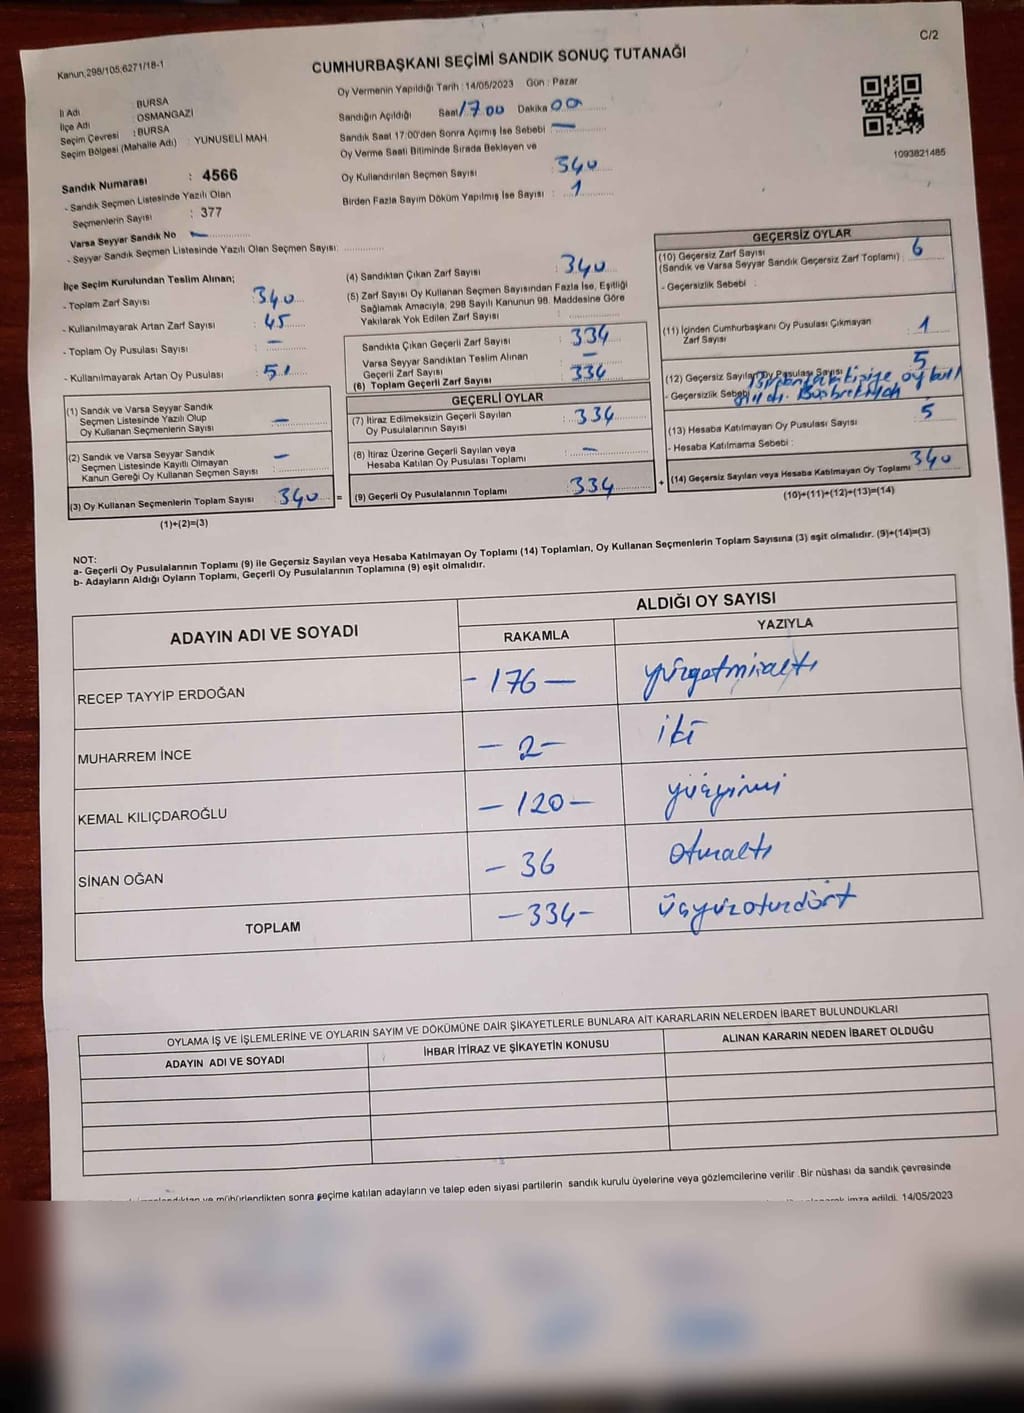 C/2
Kanun;298/105;6271/18-1
CUMHURBAŞKANI SEÇİMİ SANDIK SONUÇ TUTANAĞI
Oy Vermenin Yapıldığı Tarih : 14/05/2023 Gün : Pazar
İl Adı : BURSA
İlçe Adı : OSMANGAZİ
Seçim Çevresi : BURSA
Seçim Bölgesi (Mahalle Adı) : YUNUSELİ MAH
Sandık Numarası : 4566
- Sandık Seçmen Listesinde Yazılı Olan
Seçmenlerin Sayısı : 377
Varsa Seyyar Sandık No —
- Seyyar Sandık Seçmen Listesinde Yazılı Olan Seçmen Sayısı:
Sandığın Açıldığı Saat 17 00 Dakika 00
Sandık Saat 17:00'den Sonra Açılmış İse Sebebi : —
Oy Verme Saati Bitiminde Sırada Bekleyen ve
Oy Kullandırılan Seçmen Sayısı : 340
Birden Fazla Sayım Döküm Yapılmış İse Sayısı : 1
1093821485
İlçe Seçim Kurulundan Teslim Alınan;
- Toplam Zarf Sayısı : 340
- Kullanılmayarak Artan Zarf Sayısı : 45
- Toplam Oy Pusulası Sayısı : —
- Kullanılmayarak Artan Oy Pusulası : 51
(1) Sandık ve Varsa Seyyar Sandık
Seçmen Listesinde Yazılı Olup
Oy Kullanan Seçmenlerin Sayısı : —
(2) Sandık ve Varsa Seyyar Sandık
Seçmen Listesinde Kayıtlı Olmayan
Kanun Gereği Oy Kullanan Seçmen Sayısı : —
(3) Oy Kullanan Seçmenlerin Toplam Sayısı 340 =
(1)+(2)=(3)
(4) Sandıktan Çıkan Zarf Sayısı : 340
(5) Zarf Sayısı Oy Kullanan Seçmen Sayısından Fazla İse, Eşitliği
Sağlamak Amacıyla, 298 Sayılı Kanunun 98. Maddesine Göre
Yakılarak Yok Edilen Zarf Sayısı :
Sandıkta Çıkan Geçerli Zarf Sayısı : 334
Varsa Seyyar Sandıktan Teslim Alınan
Geçerli Zarf Sayısı : —
(6) Toplam Geçerli Zarf Sayısı : 334
GEÇERLİ OYLAR
(7) İtiraz Edilmeksizin Geçerli Sayılan
Oy Pusulalarının Sayısı : 334
(8) İtiraz Üzerine Geçerli Sayılan veya
Hesaba Katılan Oy Pusulası Toplamı : —
(9) Geçerli Oy Pusulalarının Toplamı 334 +
GEÇERSİZ OYLAR
(10) Geçersiz Zarf Sayısı
(Sandık ve Varsa Seyyar Sandık Geçersiz Zarf Toplamı) : 6
- Geçersizlik Sebebi :
(11) İçinden Cumhurbaşkanı Oy Pusulası Çıkmayan
Zarf Sayısı : 1
(12) Geçersiz Sayılan Oy Pusulası Sayısı 5
- Geçersizlik Sebebi
(13) Hesaba Katılmayan Oy Pusulası Sayısı : 5
- Hesaba Katılmama Sebebi :
(14) Geçersiz Sayılan veya Hesaba Katılmayan Oy Toplamı 340
(10)+(11)+(12)+(13)=(14)
NOT:
a- Geçerli Oy Pusulalarının Toplamı (9) ile Geçersiz Sayılan veya Hesaba Katılmayan Oy Toplamı (14) Toplamları, Oy Kullanan Seçmenlerin Toplam Sayısına (3) eşit olmalıdır. (9)+(14)=(3)
b- Adayların Aldığı Oyların Toplamı, Geçerli Oy Pusulalarının Toplamına (9) eşit olmalıdır.
ADAYIN ADI VE SOYADI
ALDIĞI OY SAYISI
RAKAMLA YAZIYLA
RECEP TAYYİP ERDOĞAN - 176 — yüzyetmişaltı
MUHARREM İNCE — 2 — iki
KEMAL KILIÇDAROĞLU — 120 — yüzyirmi
SİNAN OĞAN — 36 otuzaltı
TOPLAM — 334 — üçyüzotuzdört
OYLAMA İŞ VE İŞLEMLERİNE VE OYLARIN SAYIM VE DÖKÜMÜNE DAİR ŞİKAYETLERLE BUNLARA AİT KARARLARIN NELERDEN İBARET BULUNDUKLARI
ADAYIN ADI VE SOYADI İHBAR İTİRAZ VE ŞİKAYETİN KONUSU ALINAN KARARIN NEDEN İBARET OLDUĞU
mühürlendikten sonra seçime katılan adayların ve talep eden siyasi partilerin sandık kurulu üyelerine veya gözlemcilerine verilir .Bir nüshası da sandık çevresinde
imza edildi. 14/05/2023